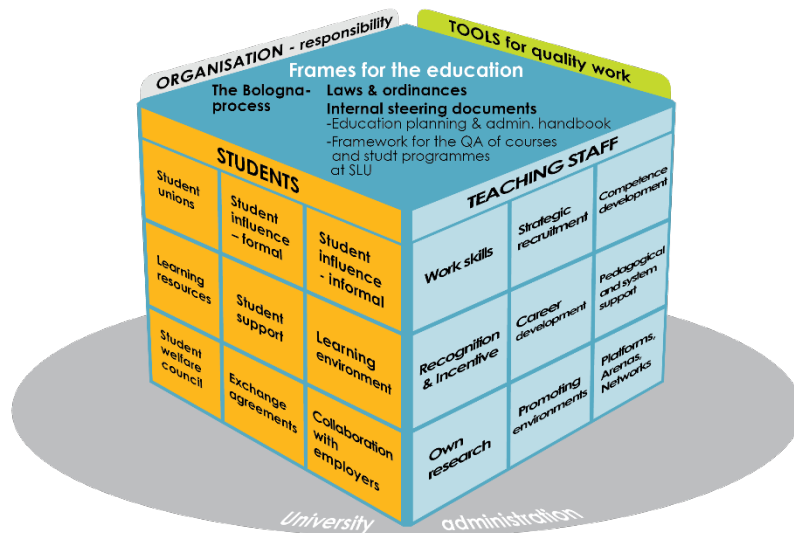 ORGANISATION - responsibility
TOOLS for quality work
Frames for the education
The Bologna-
process
Laws & ordinances
Internal steering documents
-Education planning & admin. handbook
-Framework for the QA of courses
and studt programmes
at SLU
STUDENTS
Student
unions
Student
influence
– formal
Student
influence
- informal
Learning
resources
Student
support
Learning
environment
Student
welfare
council
Exchange
agreements
Collaboration
with
employers
TEACHING STAFF
Work skills
Strategic
recruitment
Competence
development
Recognition
& Incentive
Career
development
Pedagogical
and system
support
Own
research
Promoting
environments
Platforms,
Arenas,
Networks
University administration